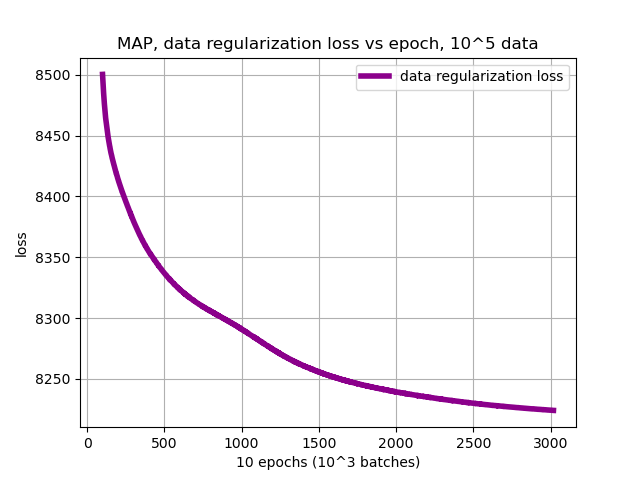 MAP, data regularization loss vs epoch, 10^5 data
data regularization loss
8500
8450
8400
8350
8300
8250
loss
0 500 1000 1500 2000 2500 3000
10 epochs (10^3 batches)